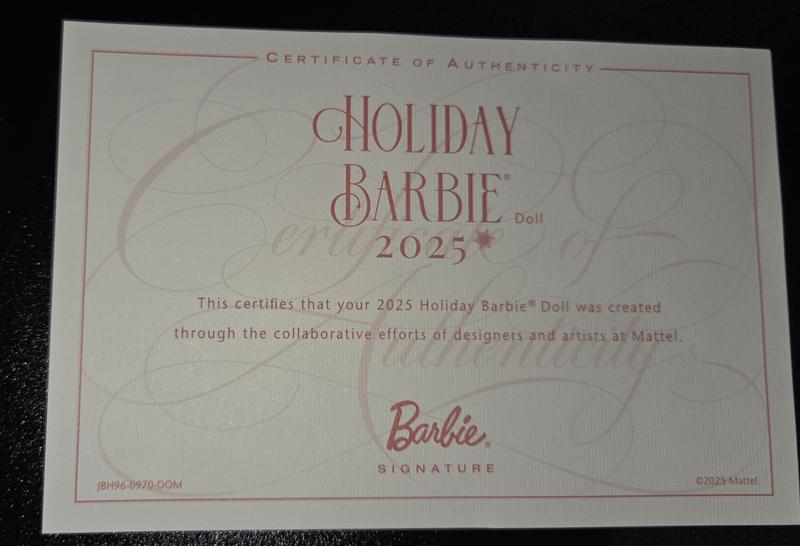 CERTIFICATE OF AUTHENTICITY
HOLIDAY
BARBIE® Doll
2025
This certifies that your 2025 Holiday Barbie® Doll was created
through the collaborative efforts of designers and artists at Mattel.
Certificate of
Authenticity
Barbie®
SIGNATURE
JBH96-0970-DOM
©2025 Mattel.